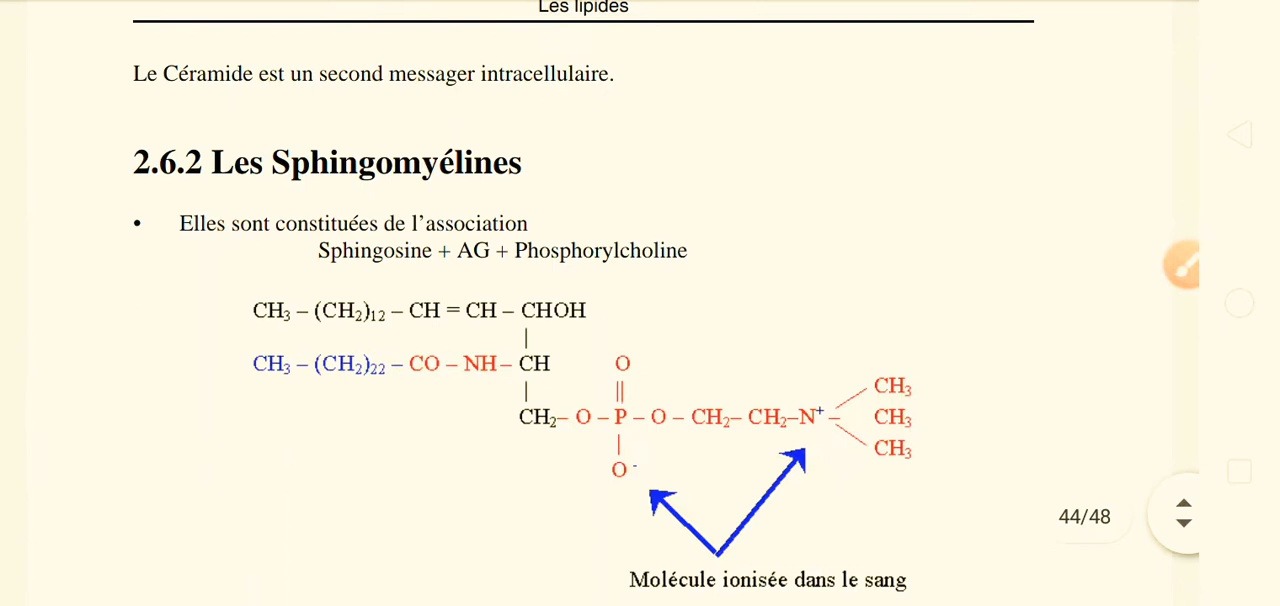 Les lipides
Le Céramide est un second messager intracellulaire.
2.6.2 Les Sphingomyélines
• Elles sont constituées de l'association
Sphingosine + AG + Phosphorylcholine
CH₃ – (CH₂)₁₂ – CH = CH – CHOH
|
CH₃ – (CH₂)₂₂ – CO – NH – CH O
| ||
CH₂– O – P – O – CH₂– CH₂–N⁺ – CH₃
CH₃
CH₃
|
O⁻
44/48
Molécule ionisée dans le sang